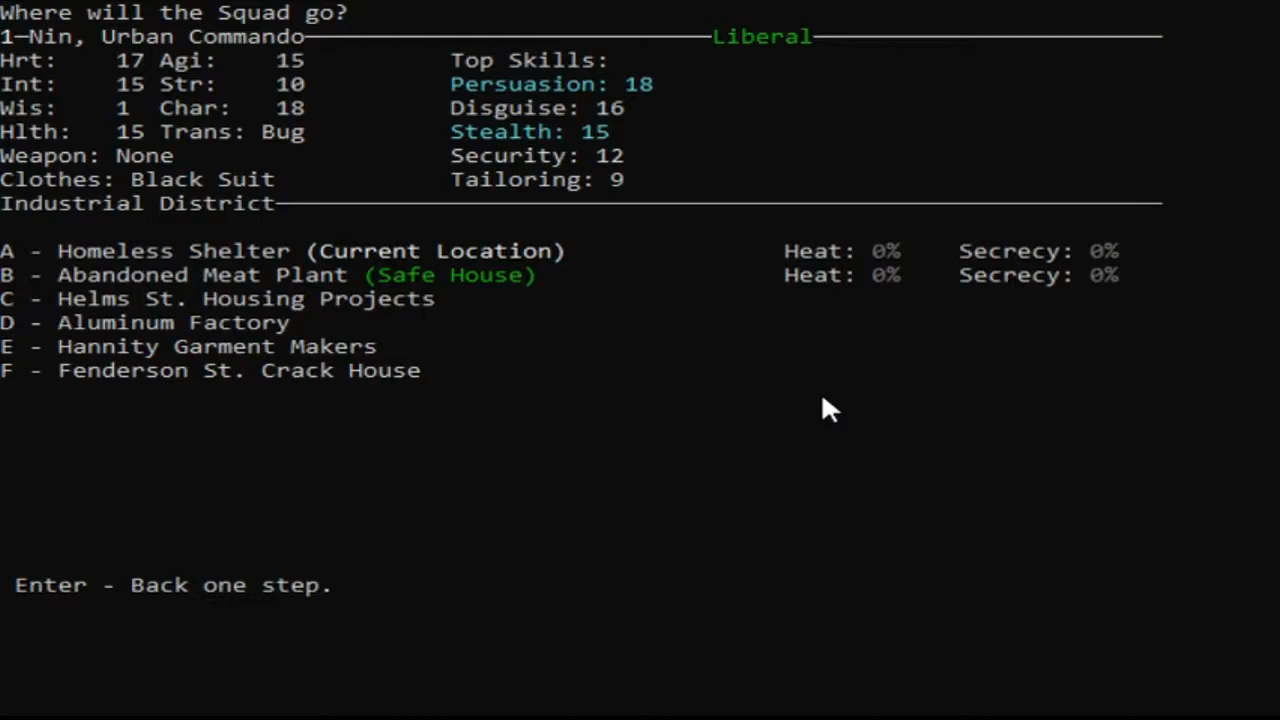 Where will the Squad go?
1—Nin, Urban Commando Liberal
Hrt: 17 Agi: 15 Top Skills:
Int: 15 Str: 10 Persuasion: 18
Wis: 1 Char: 18 Disguise: 16
Hlth: 15 Trans: Bug Stealth: 15
Weapon: None Security: 12
Clothes: Black Suit Tailoring: 9
Industrial District
A - Homeless Shelter (Current Location) Heat: 0% Secrecy: 0%
B - Abandoned Meat Plant (Safe House) Heat: 0% Secrecy: 0%
C - Helms St. Housing Projects
D - Aluminum Factory
E - Hannity Garment Makers
F - Fenderson St. Crack House
Enter - Back one step.